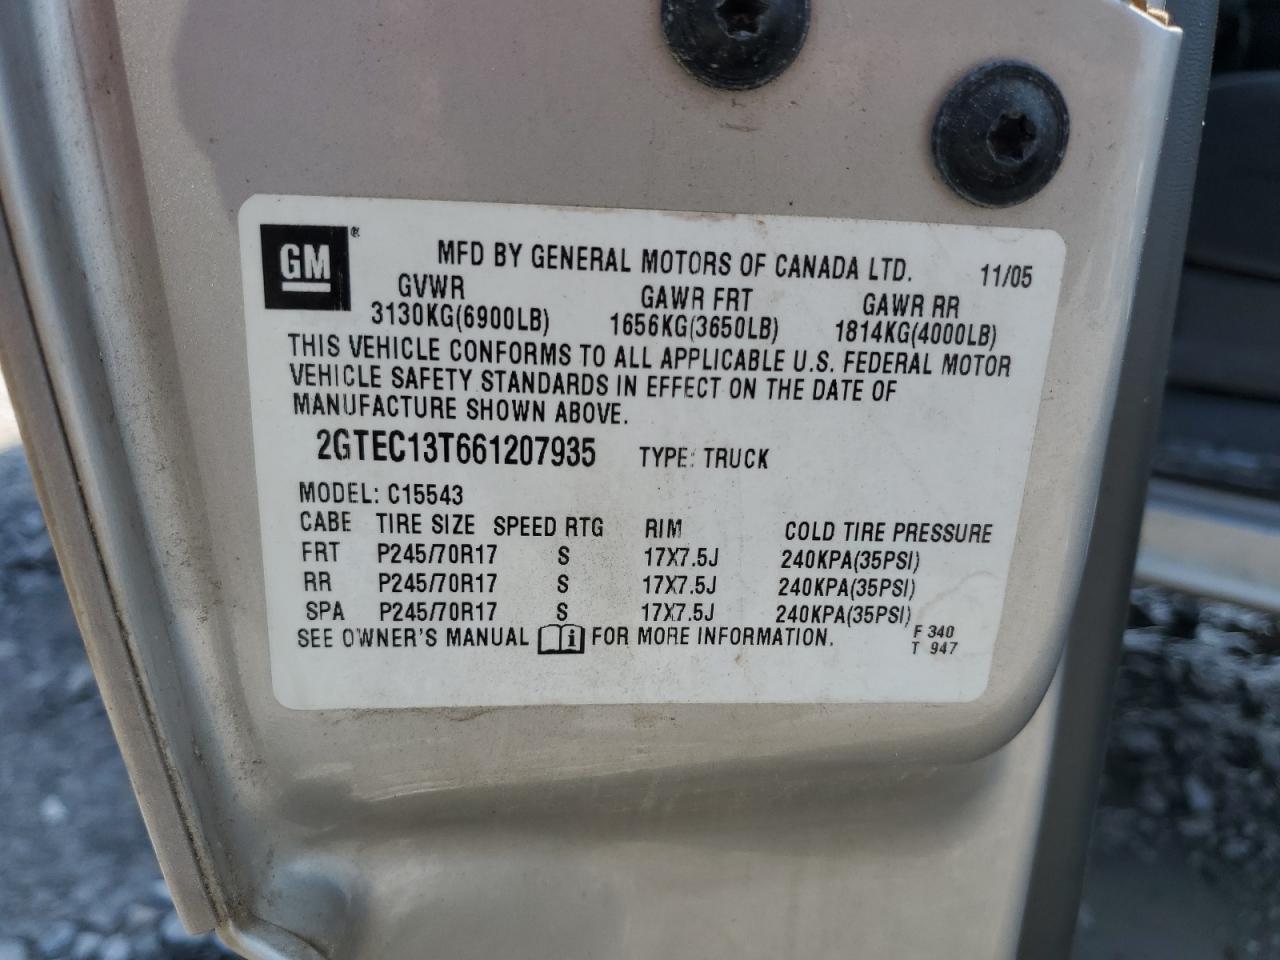 GM ®
MFD BY GENERAL MOTORS OF CANADA LTD. 11/05
GVWR GAWR FRT GAWR RR
3130KG(6900LB) 1656KG(3650LB) 1814KG(4000LB)
THIS VEHICLE CONFORMS TO ALL APPLICABLE U.S. FEDERAL MOTOR
VEHICLE SAFETY STANDARDS IN EFFECT ON THE DATE OF
MANUFACTURE SHOWN ABOVE.
2GTEC13T661207935 TYPE: TRUCK
MODEL: C15543
CABE TIRE SIZE SPEED RTG RIM COLD TIRE PRESSURE
FRT P245/70R17 S 17X7.5J 240KPA(35PSI)
RR P245/70R17 S 17X7.5J 240KPA(35PSI)
SPA P245/70R17 S 17X7.5J 240KPA(35PSI)
SEE OWNER'S MANUAL i FOR MORE INFORMATION.
F 340
T 947